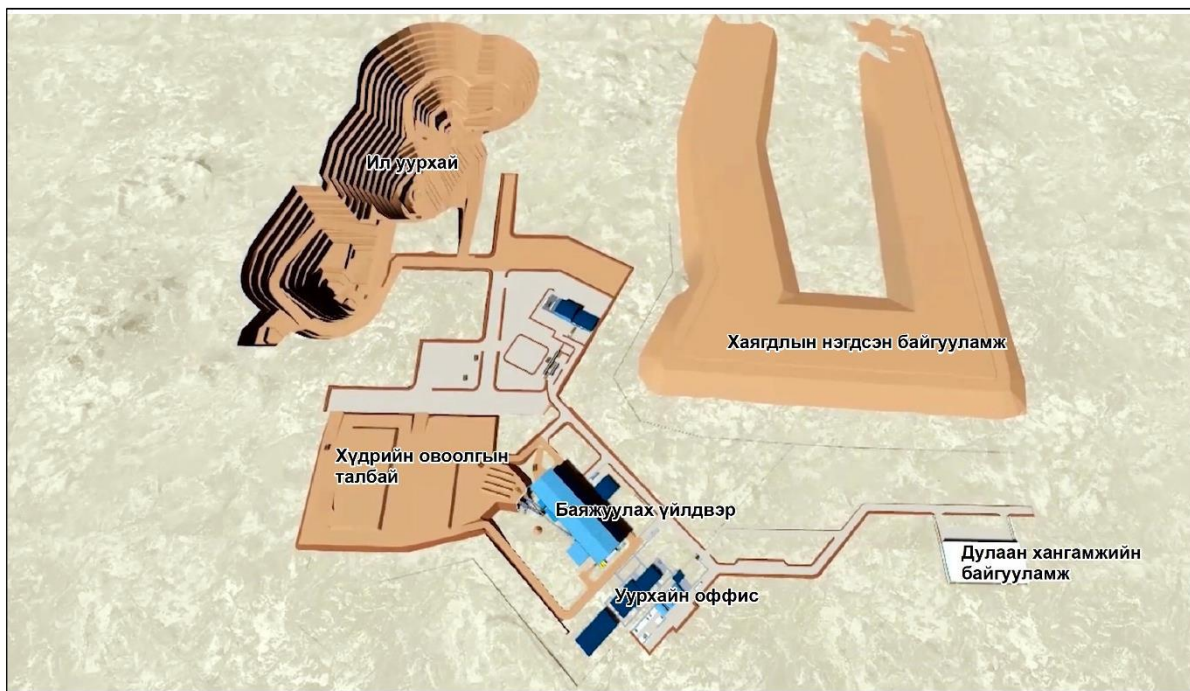 Ил уурхай
Хаягдлын нэгдсэн байгууламж
Хүдрийн овоолгын
талбай
Баяжуулах үйлдвэр
Дулаан хангамжийн
байгууламж
Уурхайн оффис